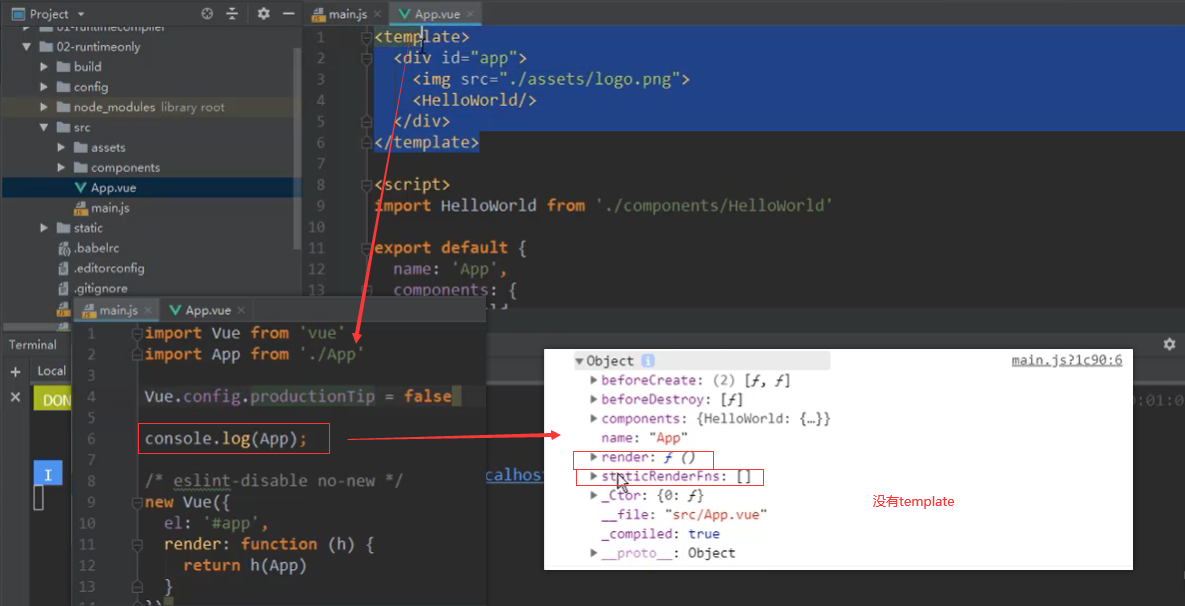 Project
main.js
App.vue
01-runtimecompiler
02-runtimeonly
build
config
node_modules library root
src
assets
components
App.vue
main.js
static
.babelrc
.editorconfig
.gitignore
Terminal
Local
DON
I
1 <template>
2 <div id="app">
3 <img src="./assets/logo.png">
4 <HelloWorld/>
5 </div>
6 </template>
7
8 <script>
9 import HelloWorld from './components/HelloWorld'
10
11 export default {
12 name: 'App',
13 components: {
main.js
App.vue
1 import Vue from 'vue'
2 import App from './App'
3
4 Vue.config.productionTip = false
5
6 console.log(App);
7
8 /* eslint-disable no-new */
9 new Vue({
10 el: '#app',
11 render: function (h) {
12 return h(App)
13 }
calhos
:01:0
Object i
main.js?1c90:6
beforeCreate: (2) [ƒ, ƒ]
beforeDestroy: [ƒ]
components: {HelloWorld: {…}}
name: "App"
render: ƒ ()
staticRenderFns: []
_Ctor: {0: ƒ}
__file: "src/App.vue"
_compiled: true
__proto__: Object
没有template